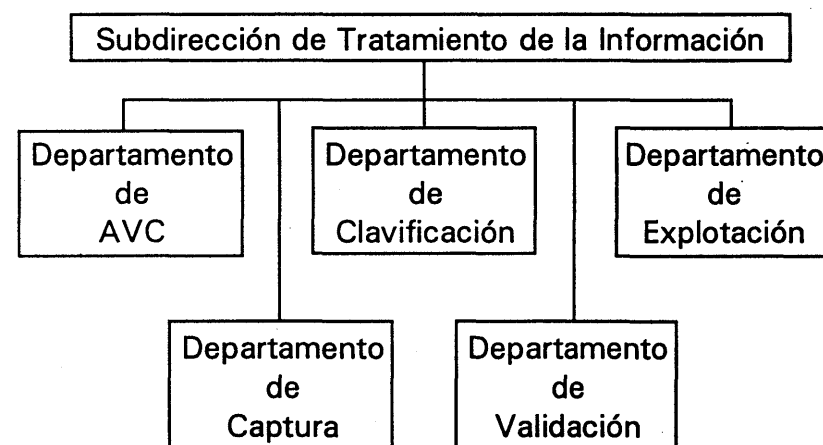 Subdirección de Tratamiento de la Información
Departamento
de
AVC
Departamento
de
Clavificación
Departamento
de
Explotación
Departamento
de
Captura
Departamento
de
Validación